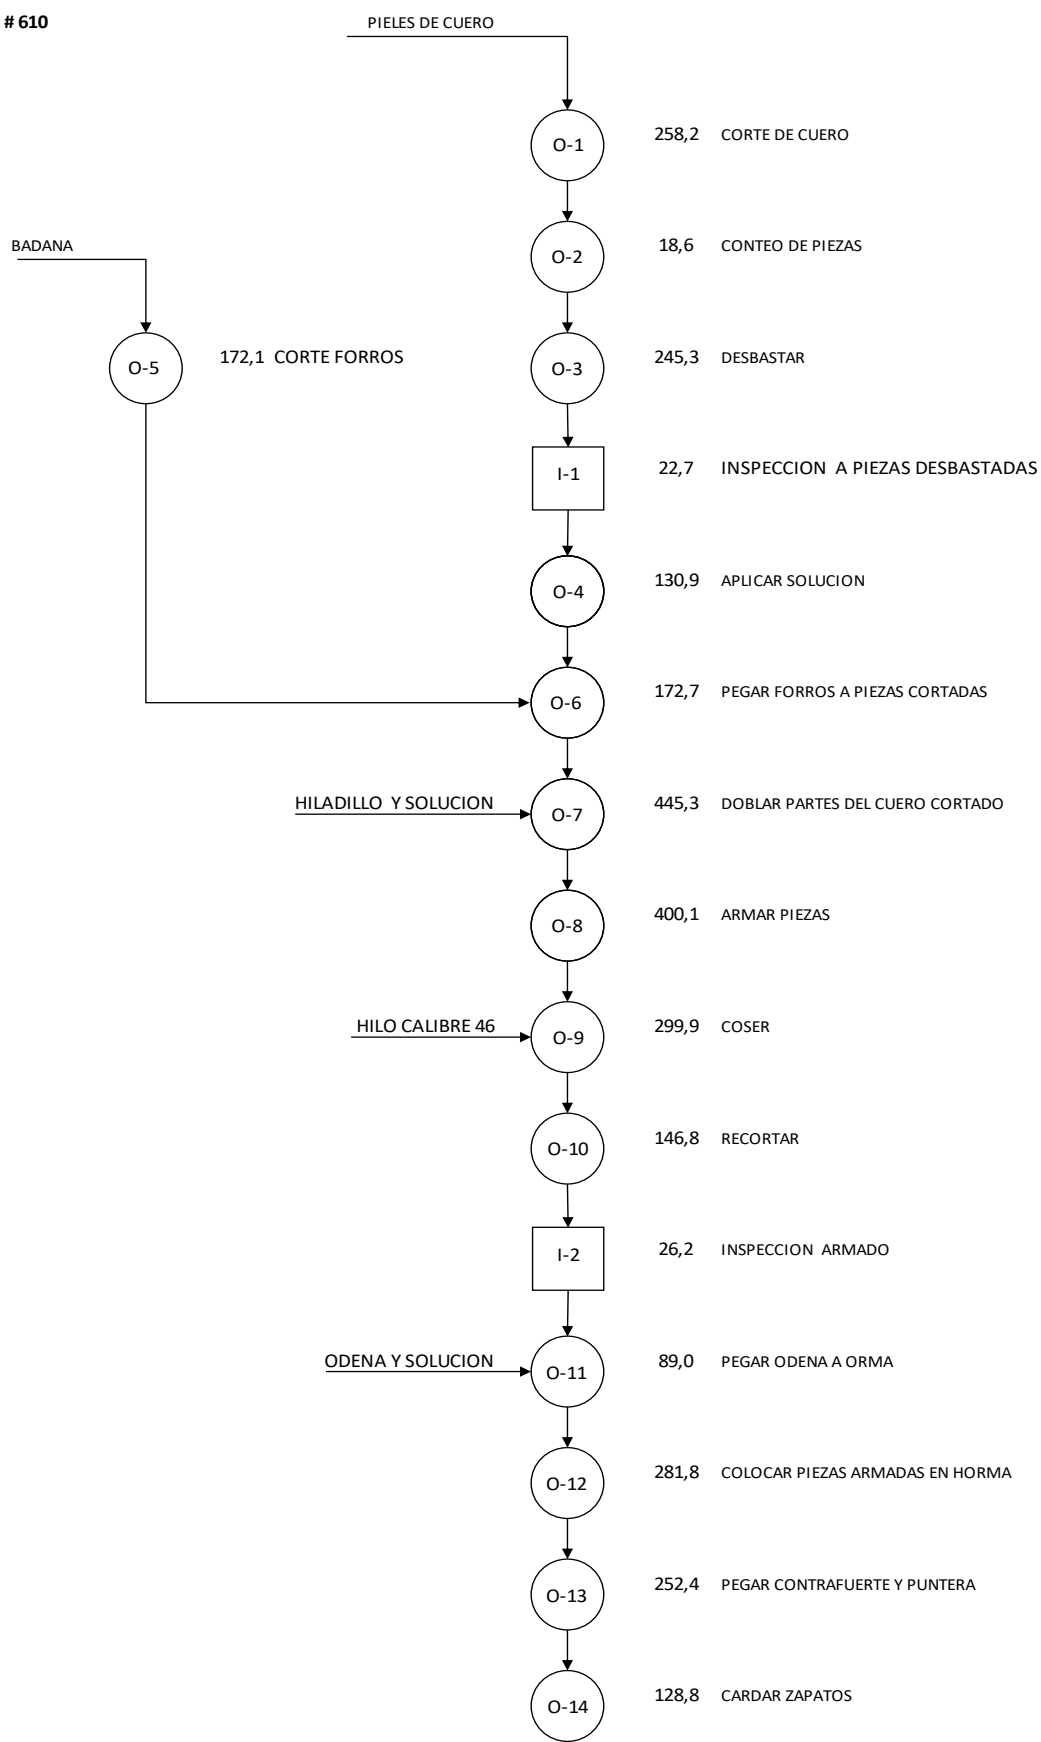 # 610
PIELES DE CUERO
O-1 258,2 CORTE DE CUERO
BADANA
O-2 18,6 CONTEO DE PIEZAS
O-5 172,1 CORTE FORROS
O-3 245,3 DESBASTAR
I-1 22,7 INSPECCION A PIEZAS DESBASTADAS
O-4 130,9 APLICAR SOLUCION
O-6 172,7 PEGAR FORROS A PIEZAS CORTADAS
HILADILLO Y SOLUCION
O-7 445,3 DOBLAR PARTES DEL CUERO CORTADO
O-8 400,1 ARMAR PIEZAS
HILO CALIBRE 46
O-9 299,9 COSER
O-10 146,8 RECORTAR
I-2 26,2 INSPECCION ARMADO
ODENA Y SOLUCION
O-11 89,0 PEGAR ODENA A ORMA
O-12 281,8 COLOCAR PIEZAS ARMADAS EN HORMA
O-13 252,4 PEGAR CONTRAFUERTE Y PUNTERA
O-14 128,8 CARDAR ZAPATOS